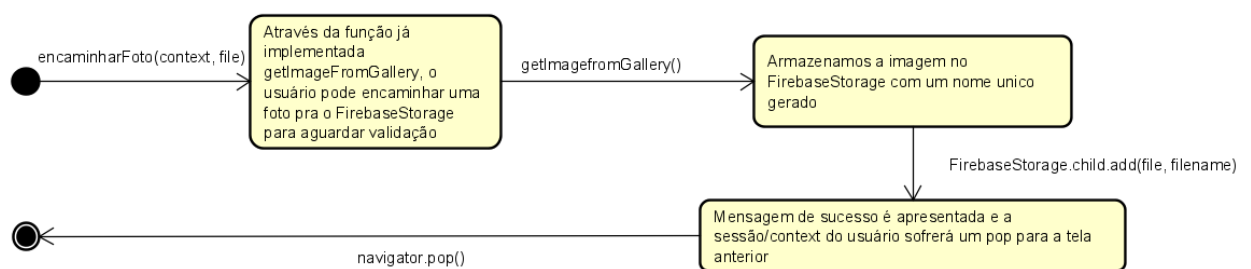 encaminharFoto(context, file)
Através da função já
implementada
getImageFromGallery, o
usuário pode encaminhar uma
foto pra o FirebaseStorage
para aguardar validação
getImagefromGallery()
Armazenamos a imagem no
FirebaseStorage com um nome unico
gerado
FirebaseStorage.child.add(file, filename)
Mensagem de sucesso é apresentada e a
sessão/context do usuário sofrerá um pop para a tela
anterior
navigator.pop()